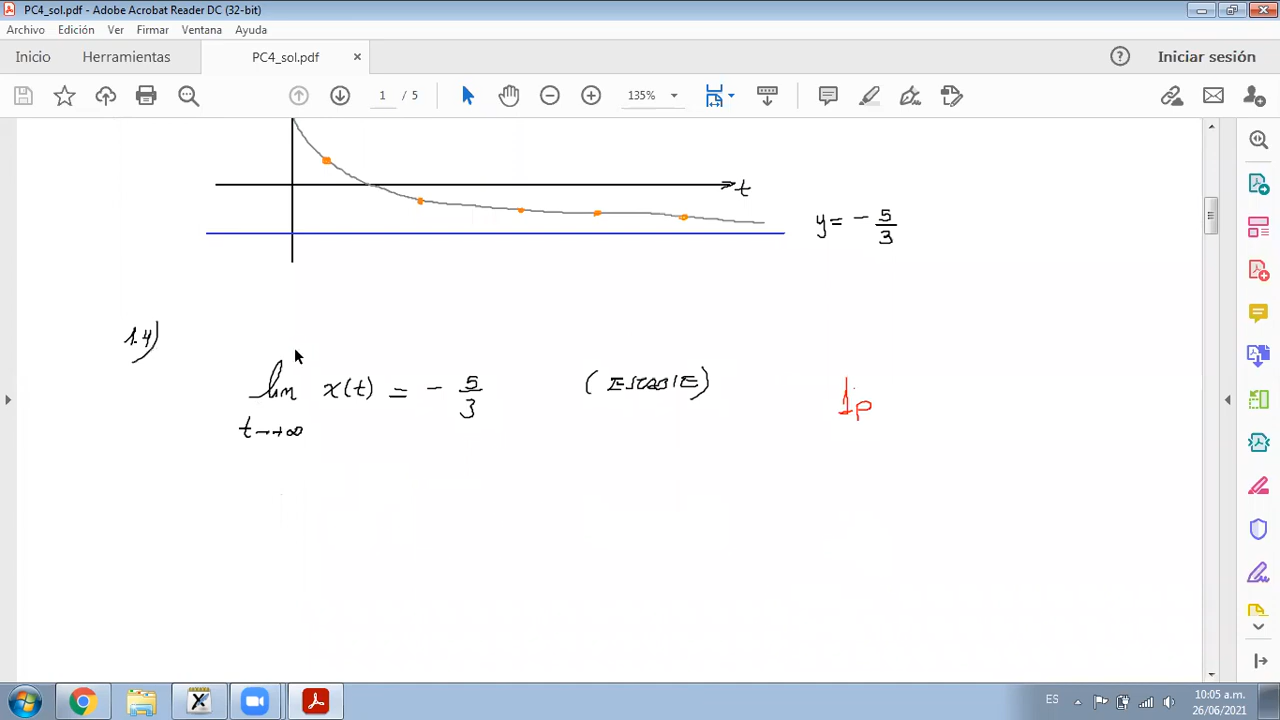 PC4_sol.pdf - Adobe Acrobat Reader DC (32-bit)
Archivo Edición Ver Firmar Ventana Ayuda
Inicio Herramientas PC4_sol.pdf ×
1 / 5 135%
Iniciar sesión
t
y = - 5/3
1.4)
lim x(t) = - 5/3 (ESTABLE) 1p
t→+∞
ES 10:05 a.m.
26/06/2021